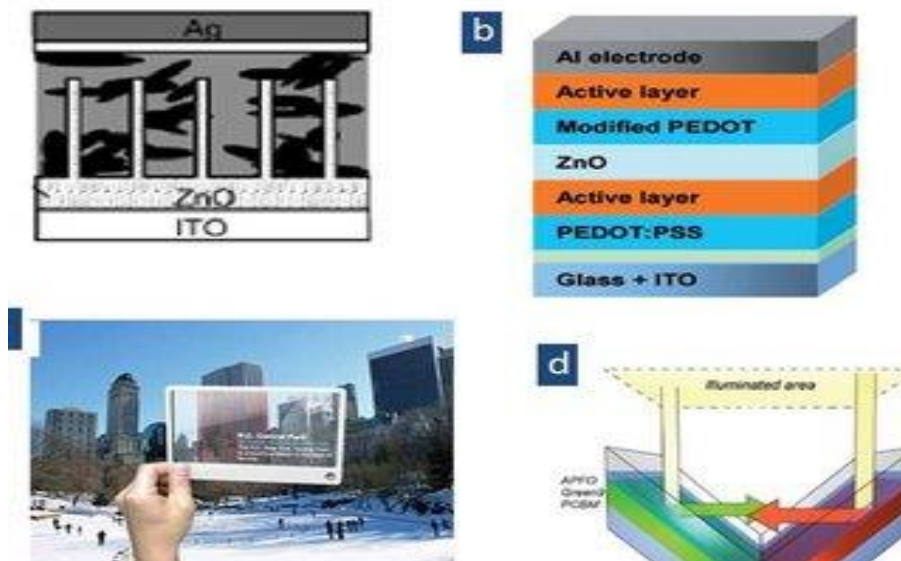 Ag
ZnO
ITO
b
Al electrode
Active layer
Modified PEDOT
ZnO
Active layer
PEDOT:PSS
Glass + ITO
d
Illuminated area
APFO
Green9
PCBM